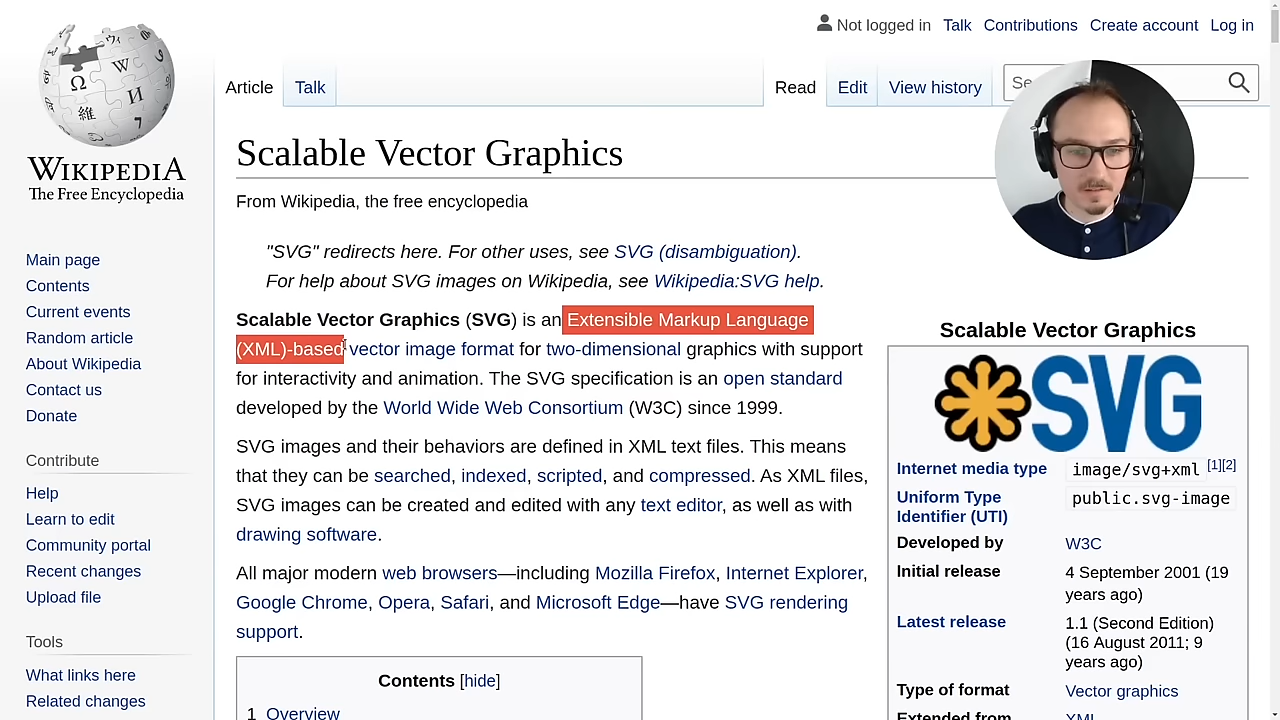 Not logged in Talk Contributions Create account Log in
Article Talk Read Edit View history Se
WIKIPEDIA
The Free Encyclopedia
Main page
Contents
Current events
Random article
About Wikipedia
Contact us
Donate
Contribute
Help
Learn to edit
Community portal
Recent changes
Upload file
Tools
What links here
Related changes
Scalable Vector Graphics
From Wikipedia, the free encyclopedia
"SVG" redirects here. For other uses, see SVG (disambiguation).
For help about SVG images on Wikipedia, see Wikipedia:SVG help.
Scalable Vector Graphics (SVG) is an Extensible Markup Language
(XML)-based vector image format for two-dimensional graphics with support
for interactivity and animation. The SVG specification is an open standard
developed by the World Wide Web Consortium (W3C) since 1999.
SVG images and their behaviors are defined in XML text files. This means
that they can be searched, indexed, scripted, and compressed. As XML files,
SVG images can be created and edited with any text editor, as well as with
drawing software.
All major modern web browsers—including Mozilla Firefox, Internet Explorer,
Google Chrome, Opera, Safari, and Microsoft Edge—have SVG rendering
support.
Contents [hide]
1 Overview
Scalable Vector Graphics
SVG
Internet media type image/svg+xml [1][2]
Uniform Type public.svg-image
Identifier (UTI)
Developed by W3C
Initial release 4 September 2001 (19
years ago)
Latest release 1.1 (Second Edition)
(16 August 2011; 9
years ago)
Type of format Vector graphics
Extended from XML